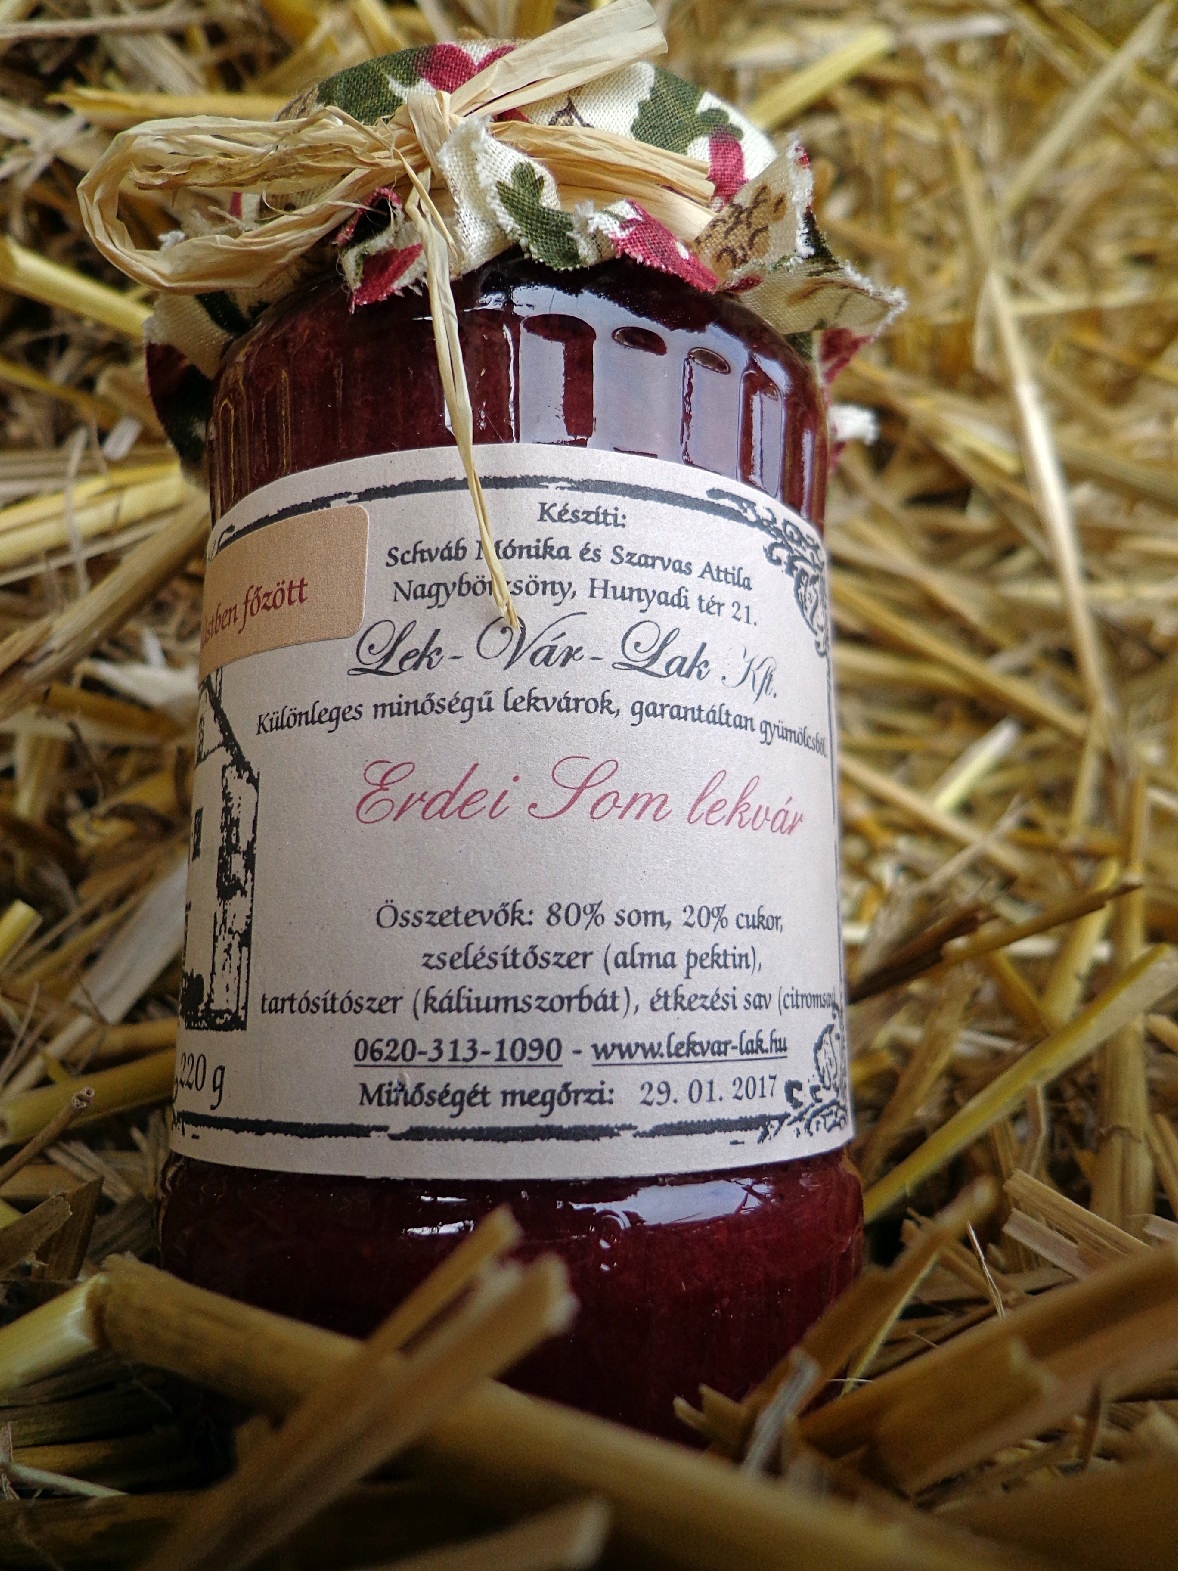 Készíti:
Schváb Mónika és Szarvas Attila
Nagybörzsöny, Hunyadi tér 21.
főzött
Lek-Vár-Lak Kft.
Különleges minőségű lekvárok, garantáltan gyümölcsből.
Erdei Som lekvár
Összetevők: 80% som, 20% cukor,
zselésítőszer (alma pektin),
tartósítószer (káliumszorbát), étkezési sav (citromsav)
0620-313-1090 - www.lekvar-lak.hu
220 g
Minőségét megőrzi: 29. 01. 2017